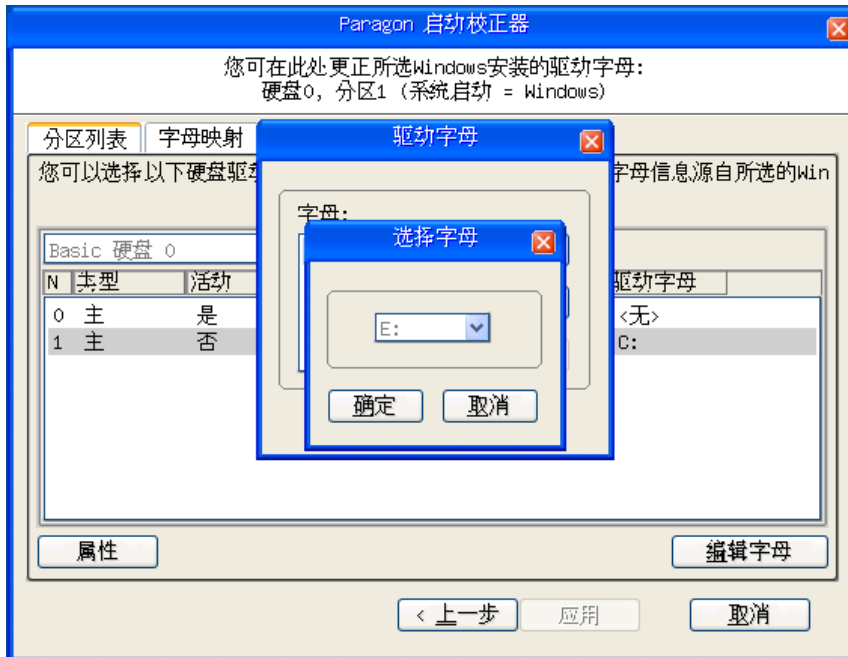 Paragon 启动校正器
您可在此处更正所选Windows安装的驱动字母:
硬盘0, 分区1 (系统启动 = Windows)
分区列表 字母映射
驱动字母
您可以选择以下硬盘驱动
字母信息源自所选的Win
字母:
选择字母
Basic 硬盘 0
N 类型 活动 驱动字母
0 主 是 <无>
E:
1 主 否 C:
确定 取消
属性 编辑字母
< 上一步 应用 取消